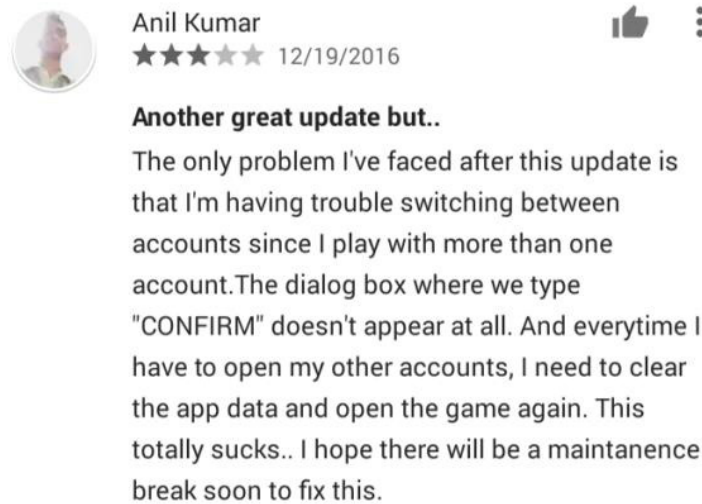 Anil Kumar
12/19/2016
Another great update but..
The only problem I've faced after this update is
that I'm having trouble switching between
accounts since I play with more than one
account.The dialog box where we type
"CONFIRM" doesn't appear at all. And everytime I
have to open my other accounts, I need to clear
the app data and open the game again. This
totally sucks.. I hope there will be a maintanence
break soon to fix this.